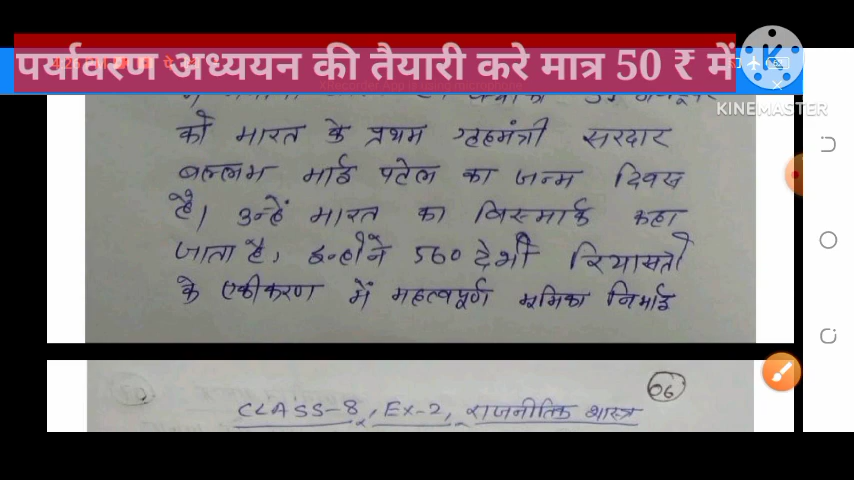 पर्यावरण अध्ययन की तैयारी करे मात्र 50 ₹ में
KINEMASTER
को भारत के प्रथम गृहमंत्री सरदार
बल्लभ भाई पटेल का जन्म दिवस
है। उन्हें भारत का विस्मार्क कहा
जाता है, इन्होंने 560 देशी रियासतों
के एकीकरण में महत्वपूर्ण भूमिका निभाई
06
CLASS-8, EX-2, राजनीतिक शास्त्र